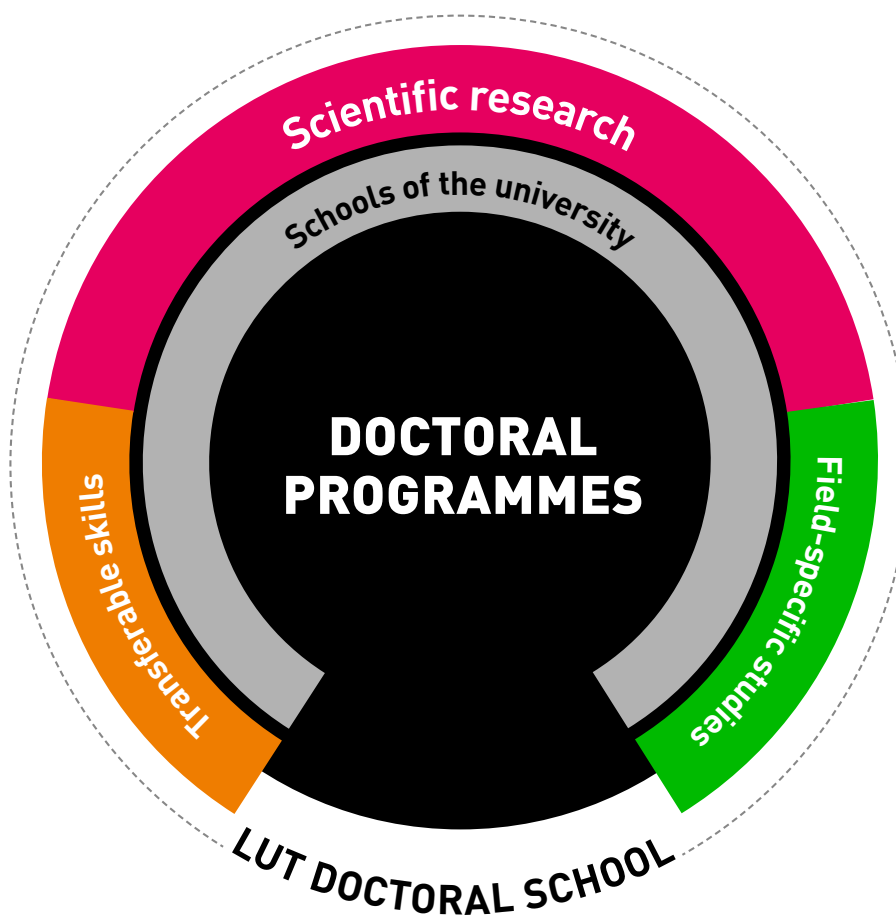 Scientific research
Schools of the university
DOCTORAL
PROGRAMMES
Transferable skills
Field-specific studies
LUT DOCTORAL SCHOOL